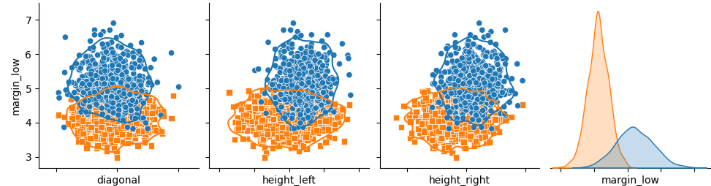 7
6
5
4
3
margin_low
diagonal
height_left
height_right
margin_low